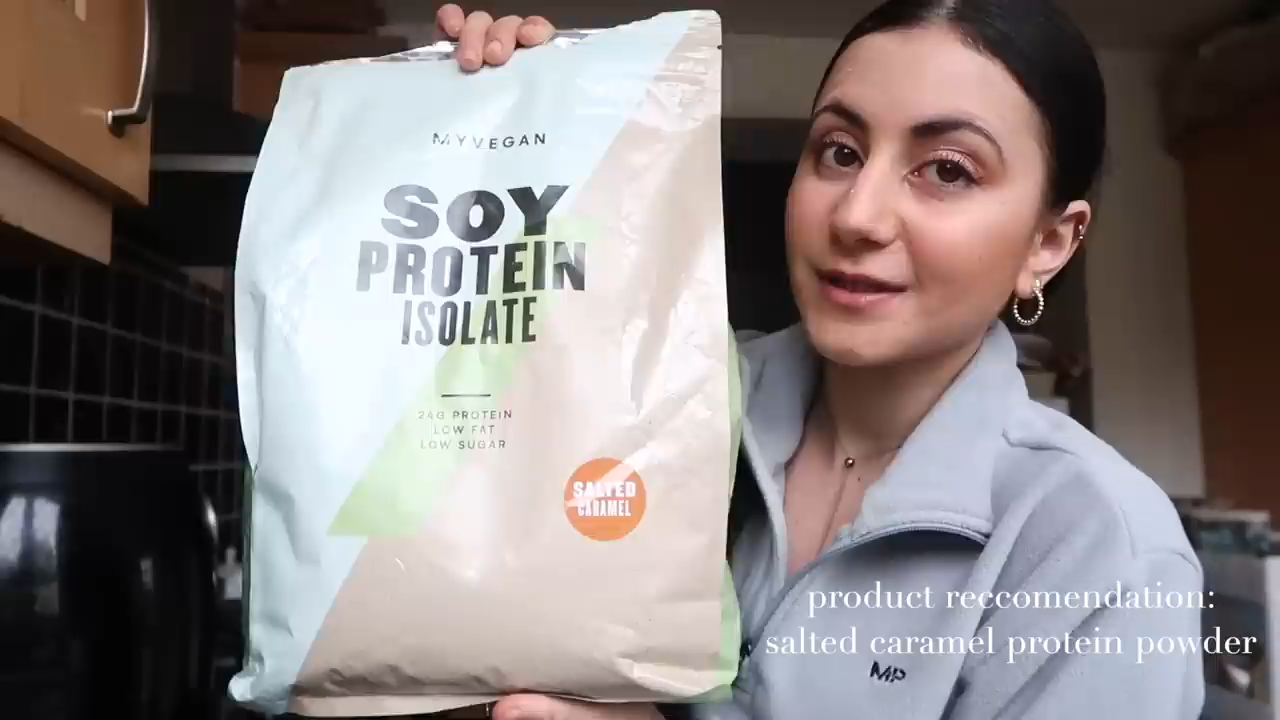 MYVEGAN
SOY
PROTEIN
ISOLATE
24G PROTEIN
LOW FAT
LOW SUGAR
SALTED
CARAMEL
product reccomendation:
salted caramel protein powder
MP